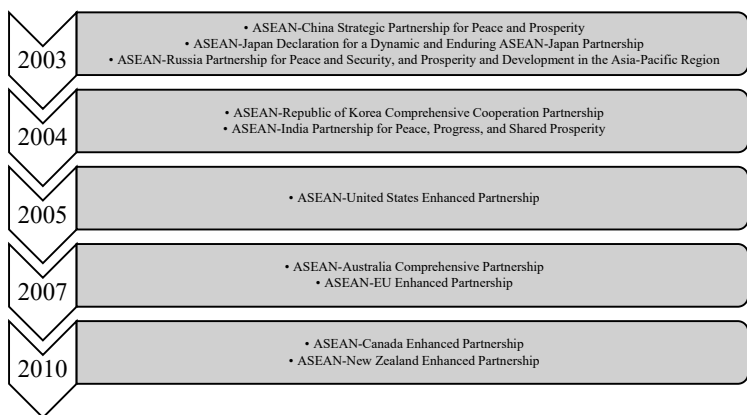 2003
• ASEAN-China Strategic Partnership for Peace and Prosperity
• ASEAN-Japan Declaration for a Dynamic and Enduring ASEAN-Japan Partnership
• ASEAN-Russia Partnership for Peace and Security, and Prosperity and Development in the Asia-Pacific Region
2004
• ASEAN-Republic of Korea Comprehensive Cooperation Partnership
• ASEAN-India Partnership for Peace, Progress, and Shared Prosperity
2005
• ASEAN-United States Enhanced Partnership
2007
• ASEAN-Australia Comprehensive Partnership
• ASEAN-EU Enhanced Partnership
2010
• ASEAN-Canada Enhanced Partnership
• ASEAN-New Zealand Enhanced Partnership